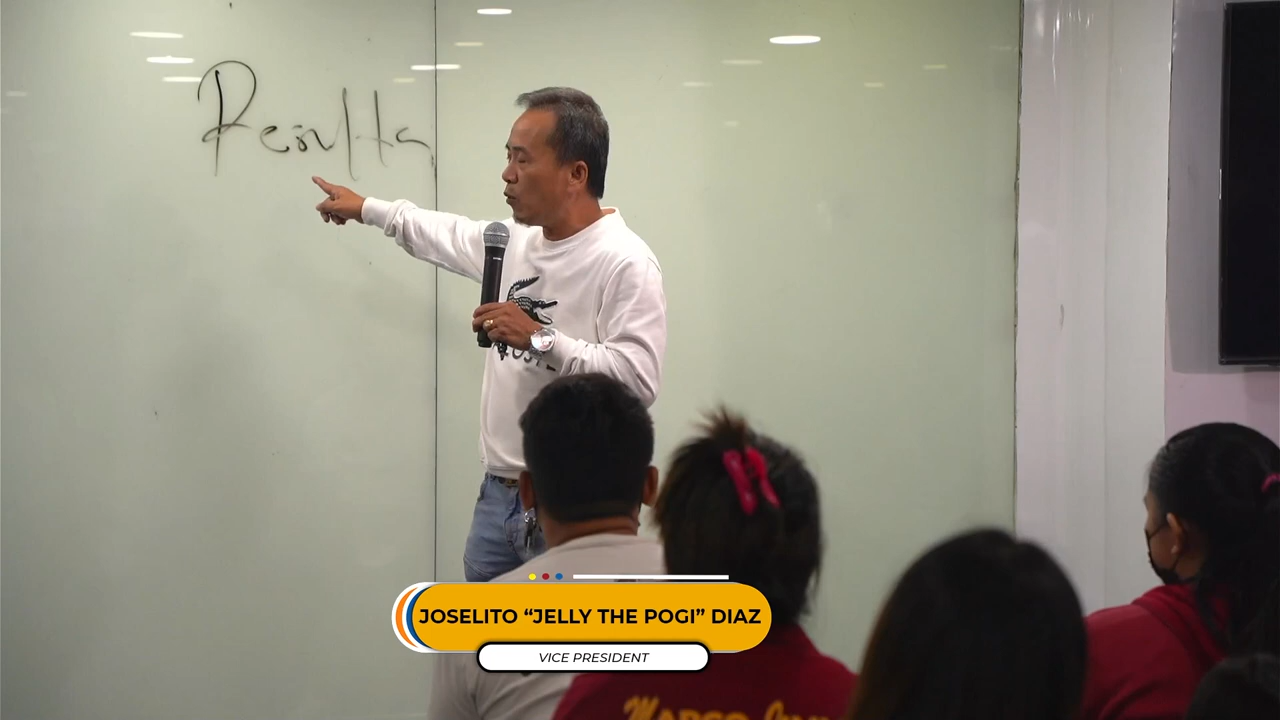 Results
JOSELITO “JELLY THE POGI” DIAZ
VICE PRESIDENT